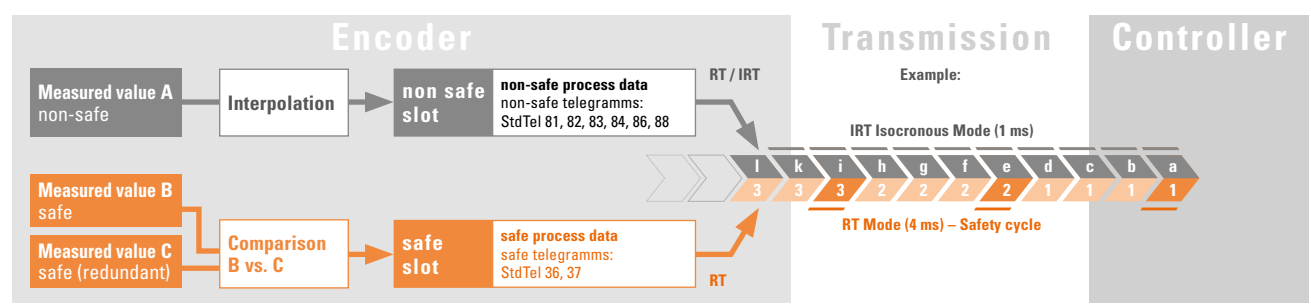 Encoder
Transmission
Controller
Measured value A
non-safe
Interpolation
non safe
slot
non-safe process data
non-safe telegramms:
StdTel 81, 82, 83, 84, 86, 88
RT / IRT
Example:
IRT Isocronous Mode (1 ms)
l k i h g f e d c b a
3 3 3 2 2 2 2 1 1 1 1
RT Mode (4 ms) – Safety cycle
Measured value B
safe
Measured value C
safe (redundant)
Comparison
B vs. C
safe
slot
safe process data
safe telegramms:
StdTel 36, 37
RT